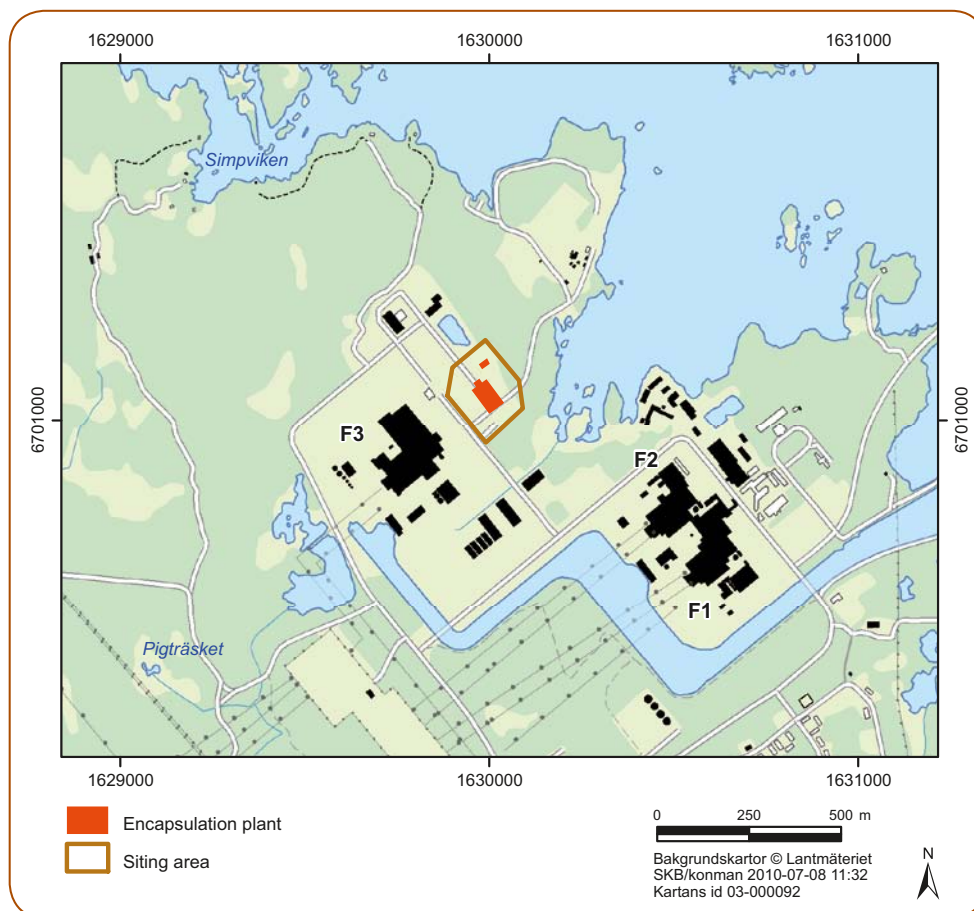 1629000 1630000 1631000
Simpviken
6701000 6701000
F3
F2
F1
Pigträsket
1629000 1630000 1631000
Encapsulation plant
Siting area
0 250 500 m
Bakgrundskartor © Lantmäteriet
SKB/konman 2010-07-08 11:32
Kartans id 03-000092
N